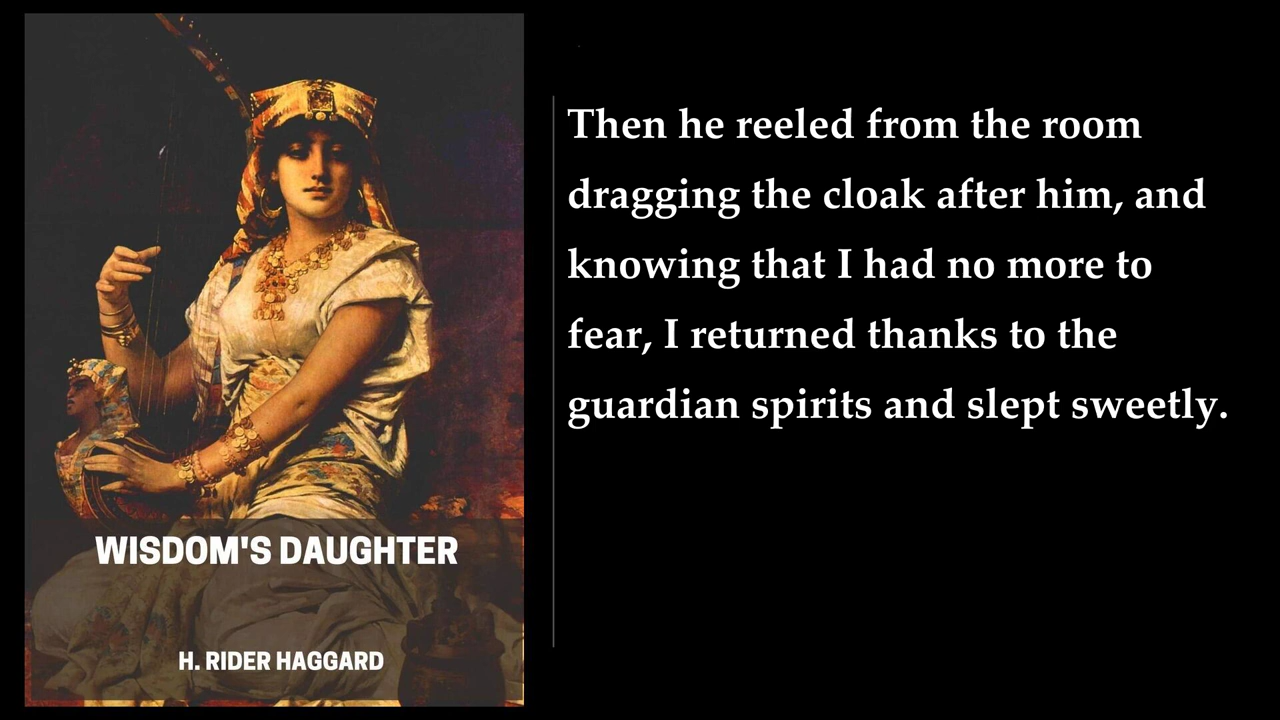 WISDOM'S DAUGHTER
H. RIDER HAGGARD
Then he reeled from the room
dragging the cloak after him, and
knowing that I had no more to
fear, I returned thanks to the
guardian spirits and slept sweetly.